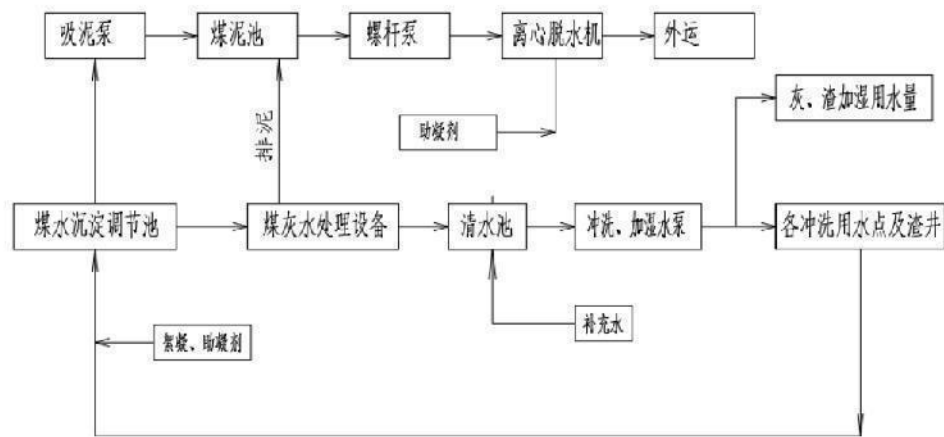 吸泥泵
煤泥池
螺杆泵
离心脱水机
外运
灰、渣加湿用水量
助凝剂
排泥
煤水沉淀调节池
煤灰水处理设备
清水池
冲洗、加湿水泵
各冲洗用水点及渣井
絮凝、助凝剂
补充水